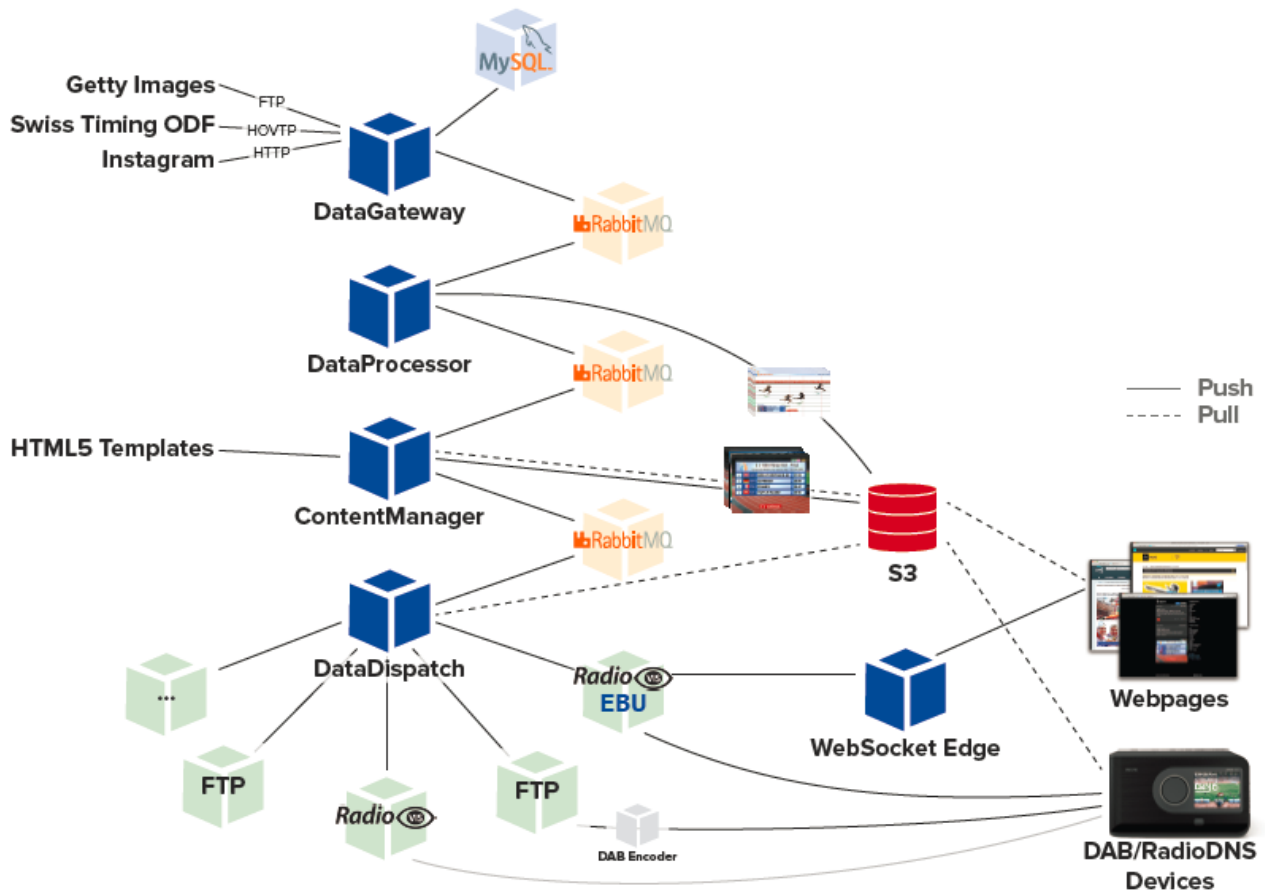 MySQL
Getty Images
FTP
Swiss Timing ODF
HOVTP
Instagram
HTTP
DataGateway
RabbitMQ
DataProcessor
RabbitMQ
Push
Pull
HTML5 Templates
ContentManager
RabbitMQ
S3
DataDispatch
...
Radio
EBU
Webpages
WebSocket Edge
FTP
FTP
Radio
DAB Encoder
DAB/RadioDNS
Devices